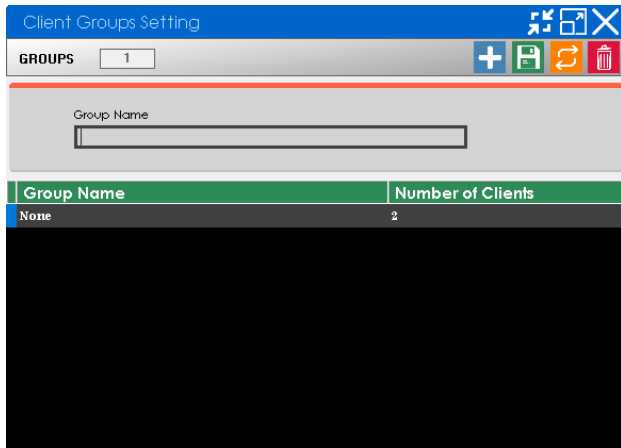 Client Groups Setting
GROUPS 1
Group Name
Group Name Number of Clients
None 2